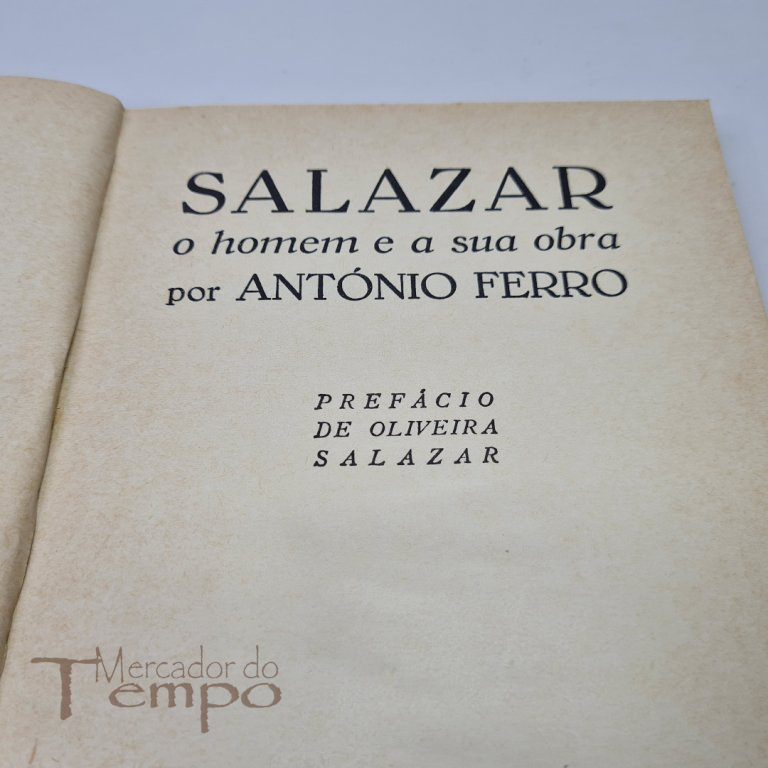 SALAZAR
o homem e a sua obra
por ANTÓNIO FERRO
PREFÁCIO
DE OLIVEIRA
SALAZAR
Mercador do
Tempo